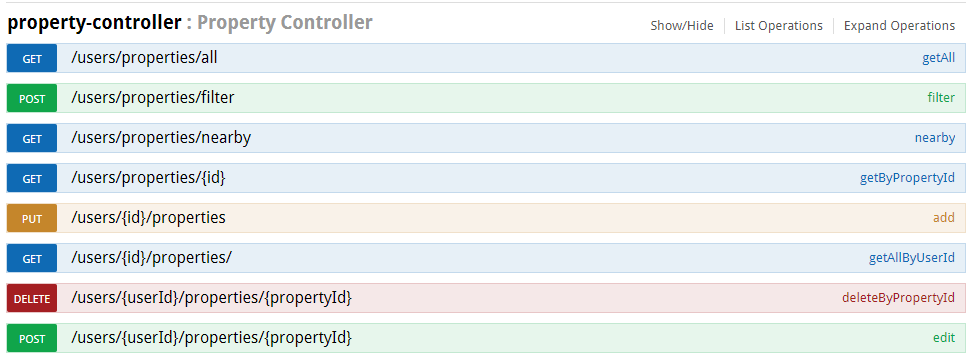 property-controller : Property Controller Show/Hide List Operations Expand Operations
GET /users/properties/all getAll
POST /users/properties/filter filter
GET /users/properties/nearby nearby
GET /users/properties/{id} getByPropertyId
PUT /users/{id}/properties add
GET /users/{id}/properties/ getAllByUserId
DELETE /users/{userId}/properties/{propertyId} deleteByPropertyId
POST /users/{userId}/properties/{propertyId} edit